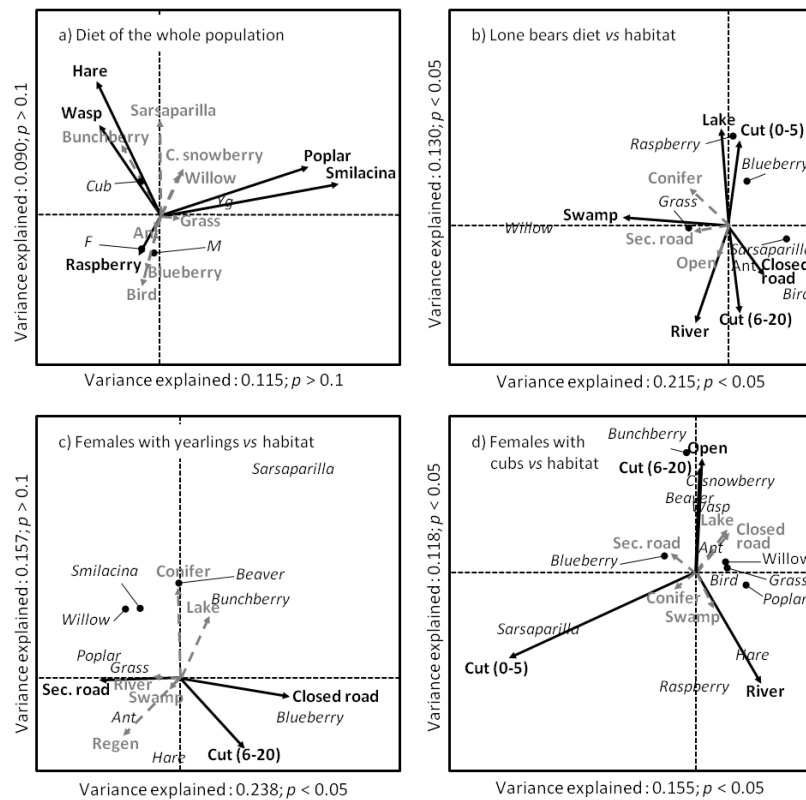 a) Diet of the whole population
Hare
Wasp
Sarsaparilla
Bunchberry
C. snowberry
Poplar
Willow
Smilacina
Cub
Yg
Grass
Ant
F
M
Raspberry
Blueberry
Bird
Variance explained: 0.090; p > 0.1
Variance explained: 0.115; p > 0.1
b) Lone bears diet vs habitat
Lake
Cut (0-5)
Raspberry
Blueberry
Conifer
Grass
Swamp
Willow
Sec. road
Sarsaparilla
Open
Ant
Closed
road
Bird
River
Cut (6-20)
Variance explained: 0.130; p < 0.05
Variance explained: 0.215; p < 0.05
c) Females with yearlings vs habitat
Sarsaparilla
Smilacina
Conifer
Beaver
Willow
Lake
Bunchberry
Poplar
Grass
Sec. road
River
Swamp
Closed road
Ant
Blueberry
Regen
Hare
Cut (6-20)
Variance explained: 0.157; p > 0.1
Variance explained: 0.238; p < 0.05
d) Females with
cubs vs habitat
Bunchberry
Open
Cut (6-20)
C. snowberry
Beaver
Wasp
Lake
Closed
road
Sec. road
Ant
Blueberry
Willow
Bird
Grass
Conifer
Poplar
Swamp
Sarsaparilla
Cut (0-5)
Hare
Raspberry
River
Variance explained: 0.118; p < 0.05
Variance explained: 0.155; p < 0.05